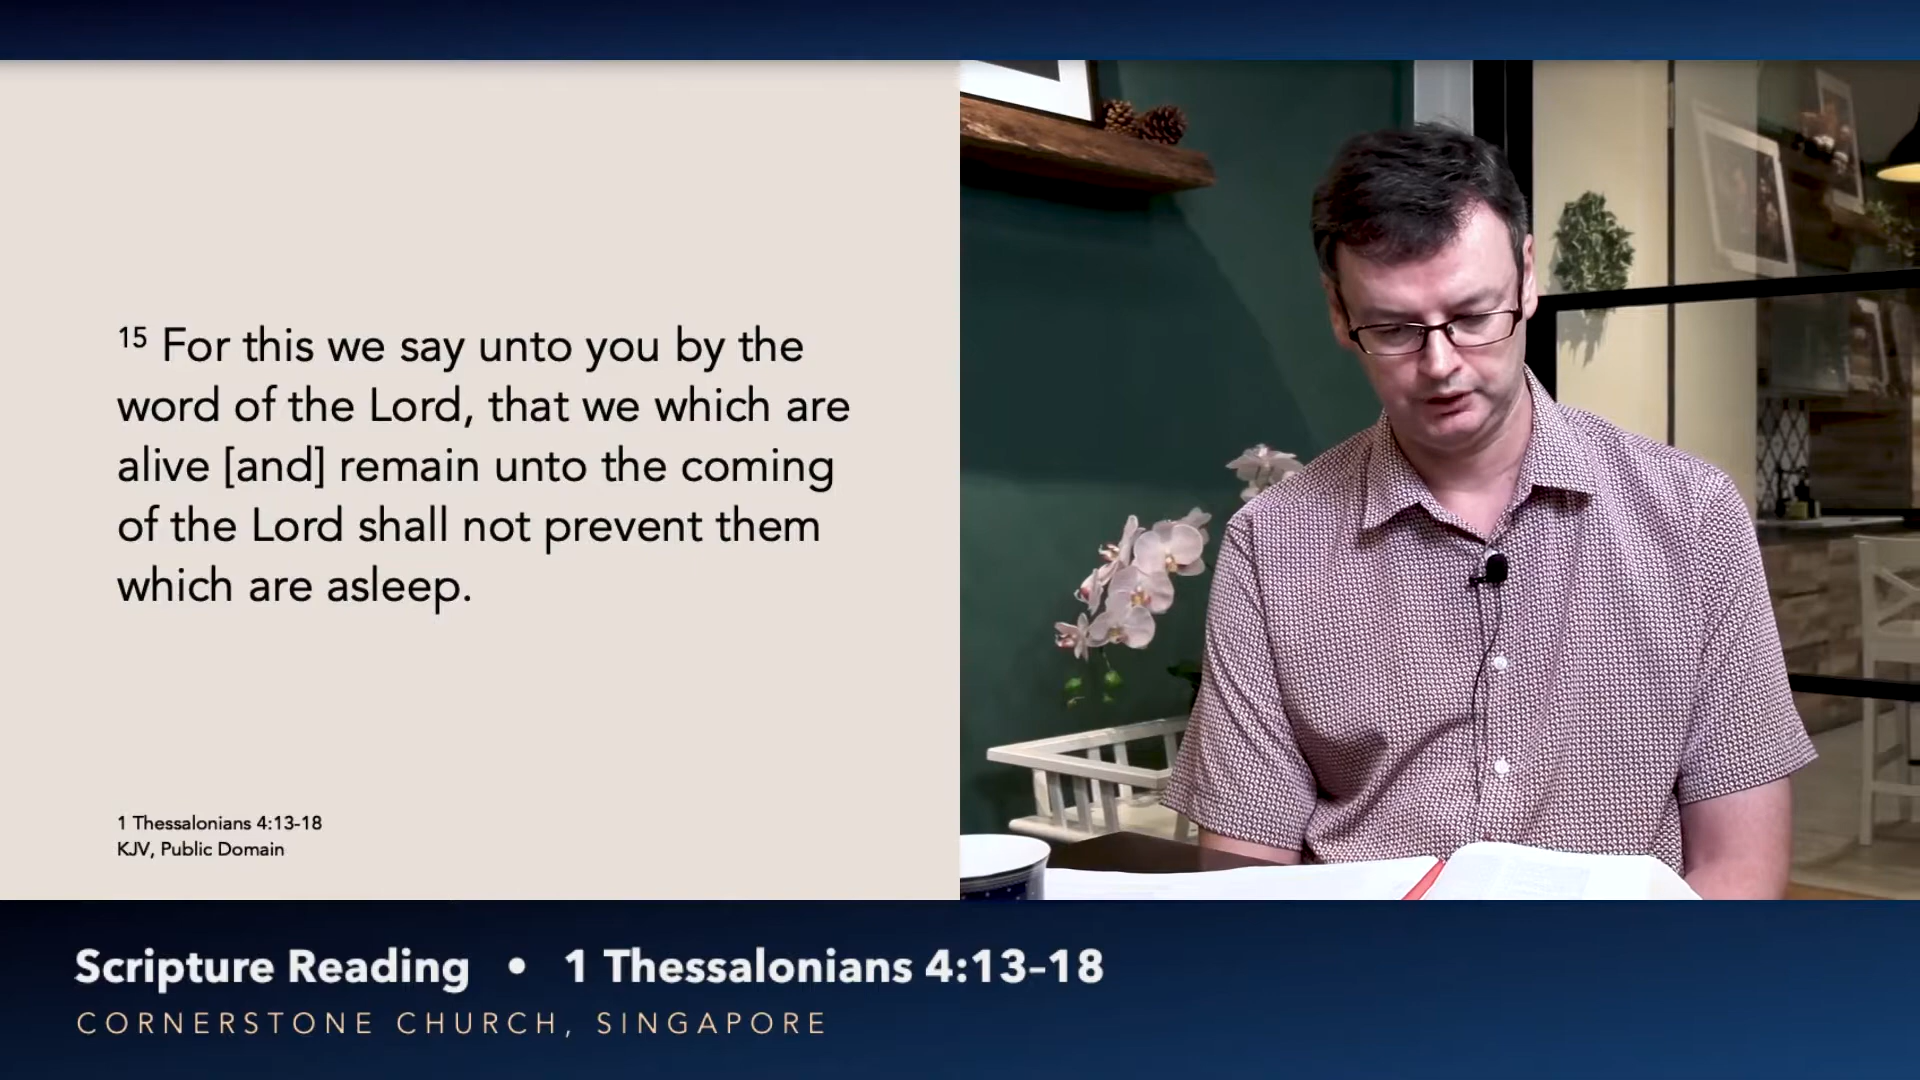 15 For this we say unto you by the
word of the Lord, that we which are
alive [and] remain unto the coming
of the Lord shall not prevent them
which are asleep.
1 Thessalonians 4:13-18
KJV, Public Domain
Scripture Reading • 1 Thessalonians 4:13–18
CORNERSTONE CHURCH, SINGAPORE